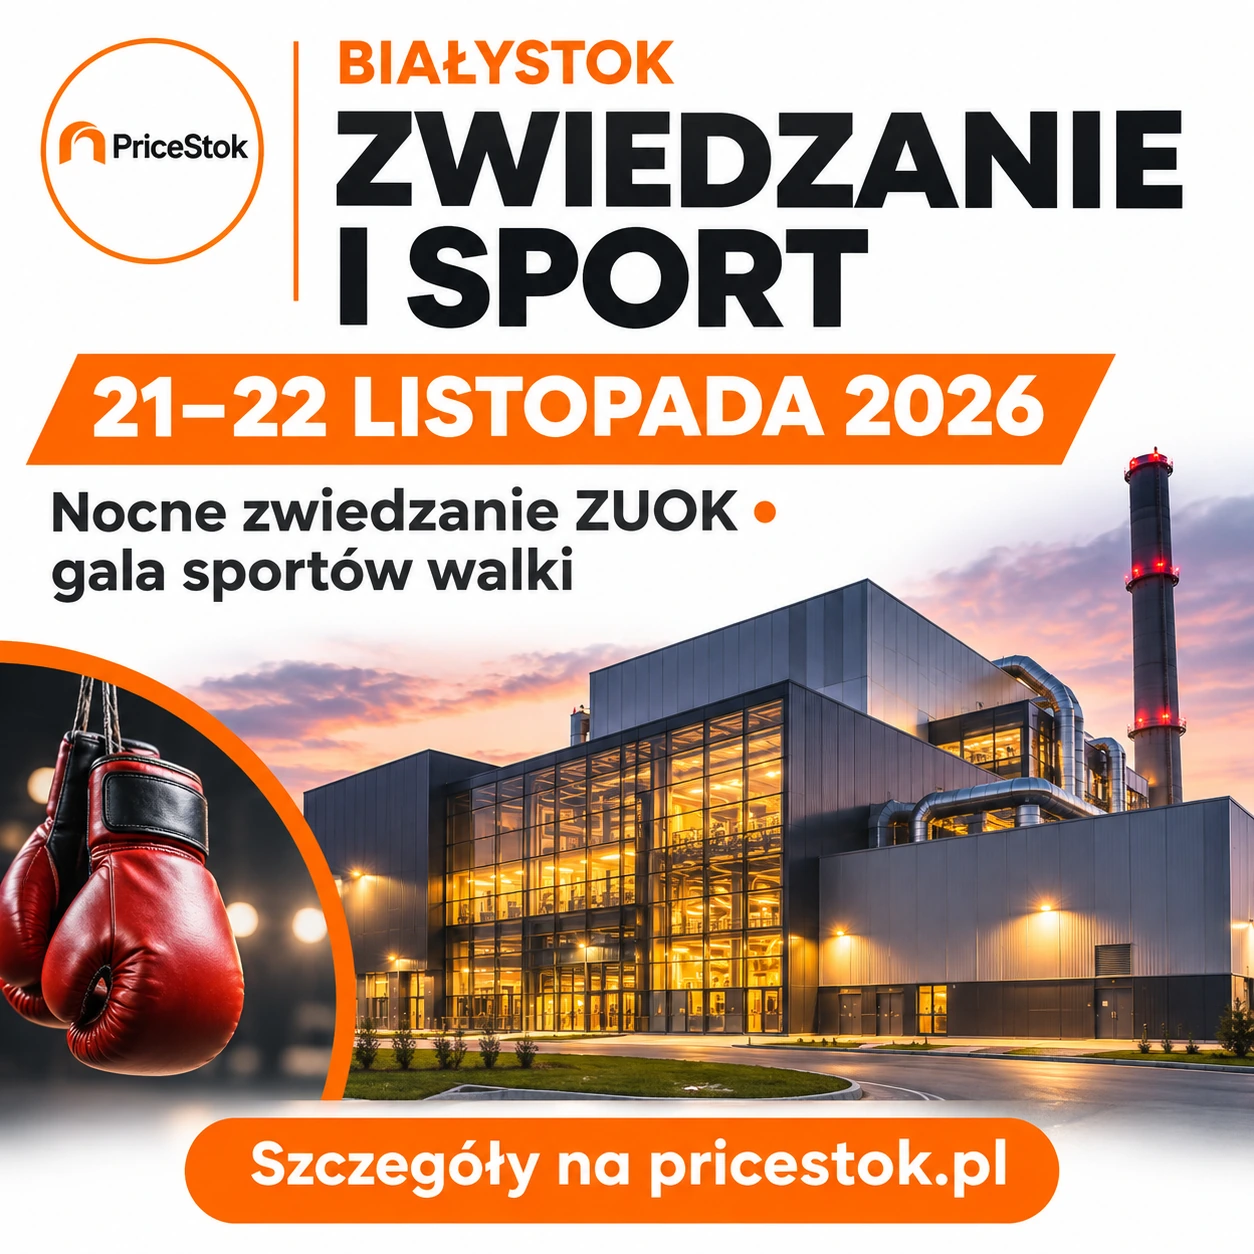 PriceStok
BIAŁYSTOK
ZWIEDZANIE
I SPORT
21–22 LISTOPADA 2026
Nocne zwiedzanie ZUOK •
gala sportów walki
Szczegóły na pricestok.pl